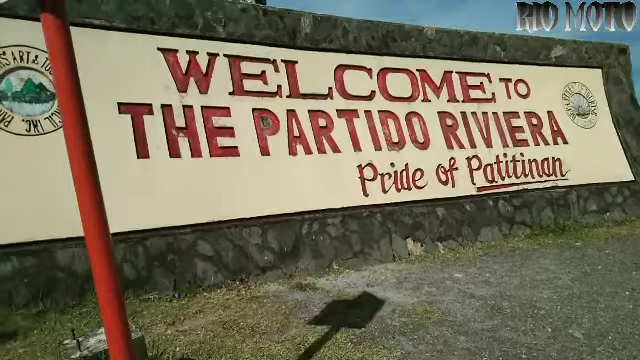 RIO MOTO
WELCOME TO
THE PARTIDO RIVIERA
Pride of Patitinan